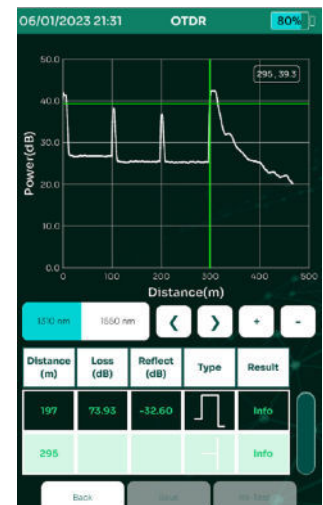 06/01/2023 21:31 OTDR 80%
50.0
295 , 39.3
40.0
30.0
20.0
10.0
0.0
Power(dB)
0 100 200 300 400 500
Distance(m)
1310 nm 1550 nm < > + -
Distance (m) Loss (dB) Reflect (dB) Type Result
197 73.93 -32.60 Info
295 Info
Back